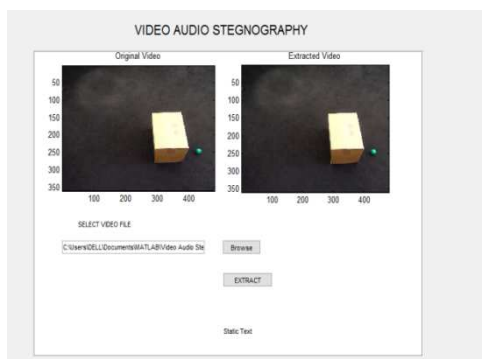 VIDEO AUDIO STEGNOGRAPHY
Original Video Extracted Video
50 50
100 100
150 150
200 200
250 250
300 300
350 350
100 200 300 400 100 200 300 400
SELECT VIDEO FILE
C:\Users\DELL\Documents\MATLAB\Video Audio Ste Browse
EXTRACT
Static Text